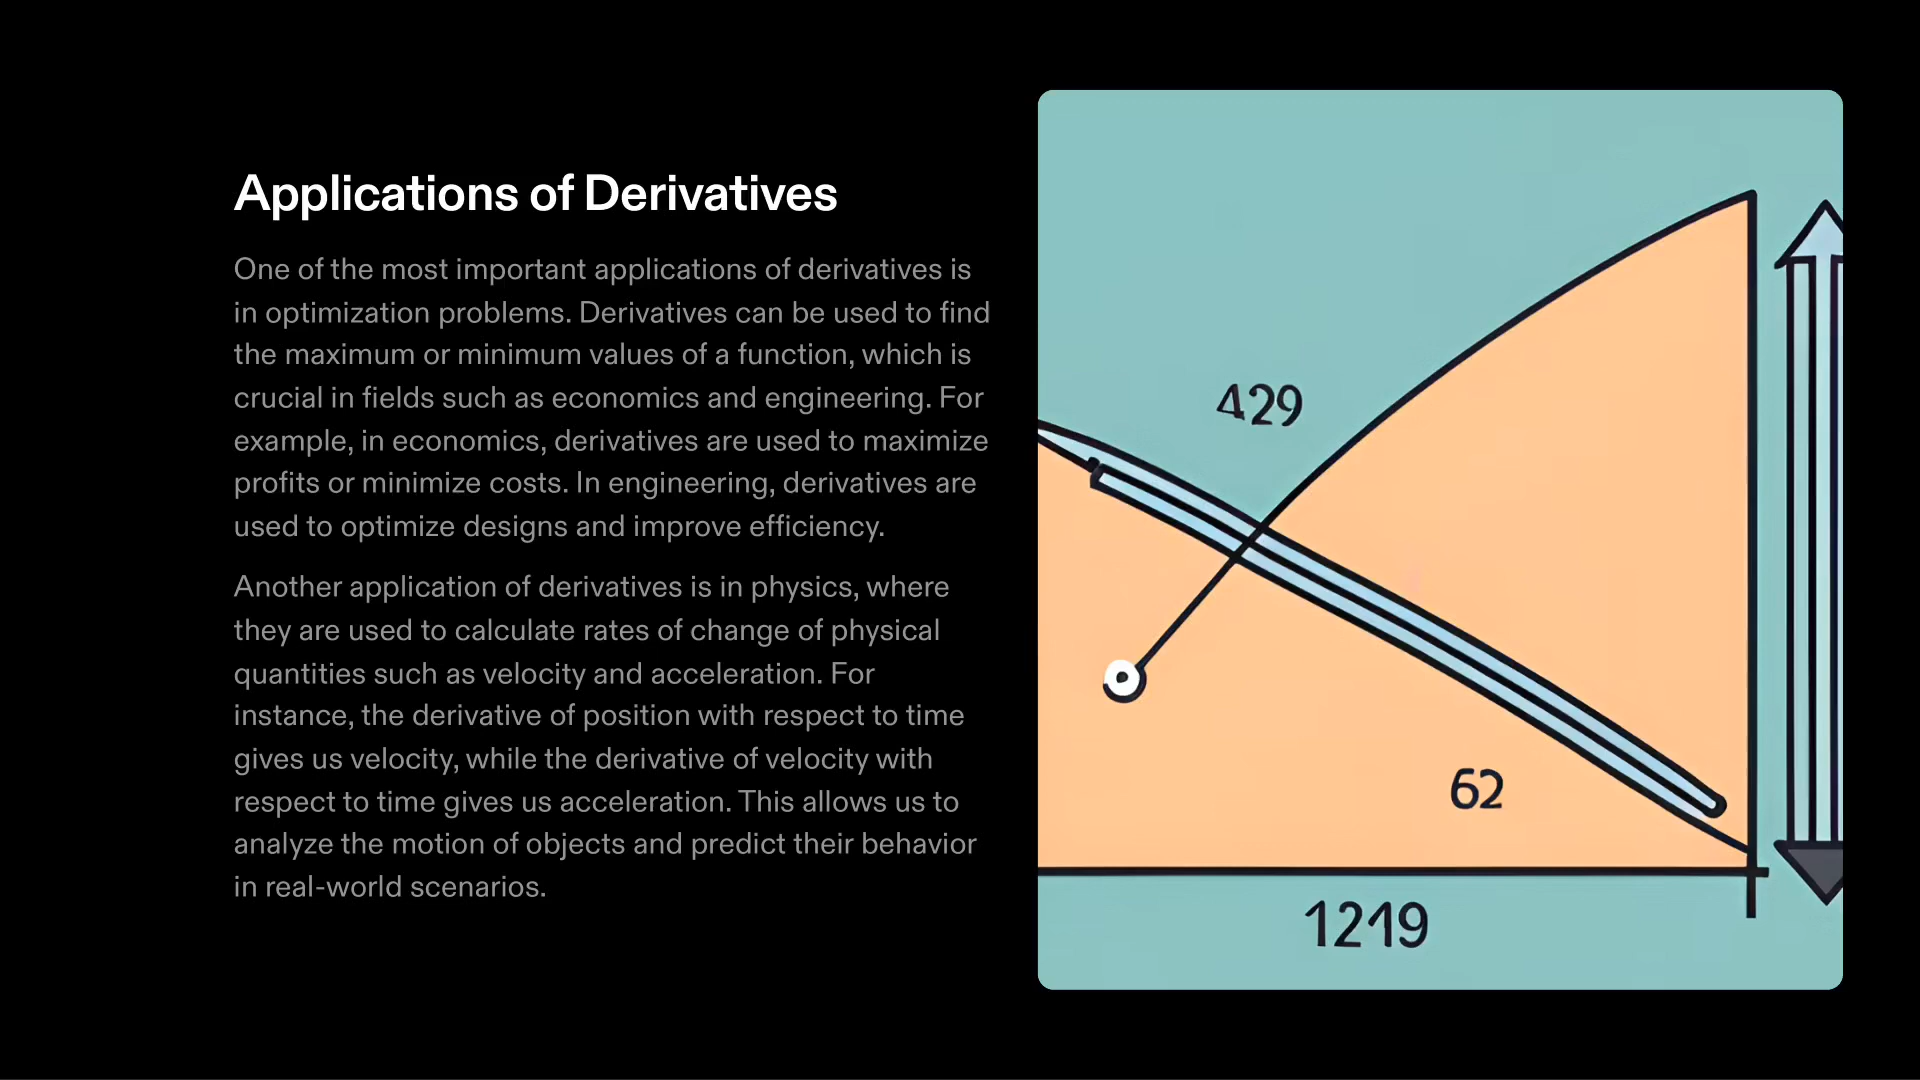 Applications of Derivatives
One of the most important applications of derivatives is
in optimization problems. Derivatives can be used to find
the maximum or minimum values of a function, which is
crucial in fields such as economics and engineering. For
example, in economics, derivatives are used to maximize
profits or minimize costs. In engineering, derivatives are
used to optimize designs and improve efficiency.
Another application of derivatives is in physics, where
they are used to calculate rates of change of physical
quantities such as velocity and acceleration. For
instance, the derivative of position with respect to time
gives us velocity, while the derivative of velocity with
respect to time gives us acceleration. This allows us to
analyze the motion of objects and predict their behavior
in real-world scenarios.
429
62
1219